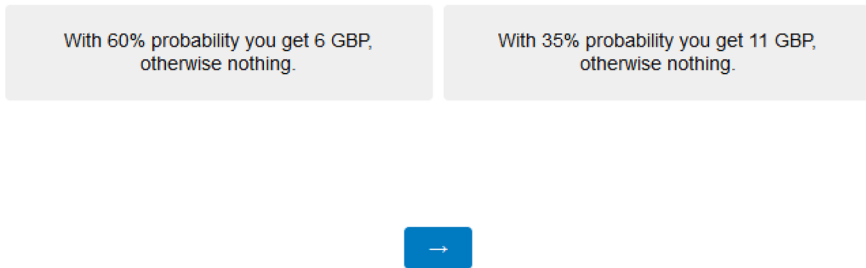 With 60% probability you get 6 GBP,
otherwise nothing.
With 35% probability you get 11 GBP,
otherwise nothing.
→